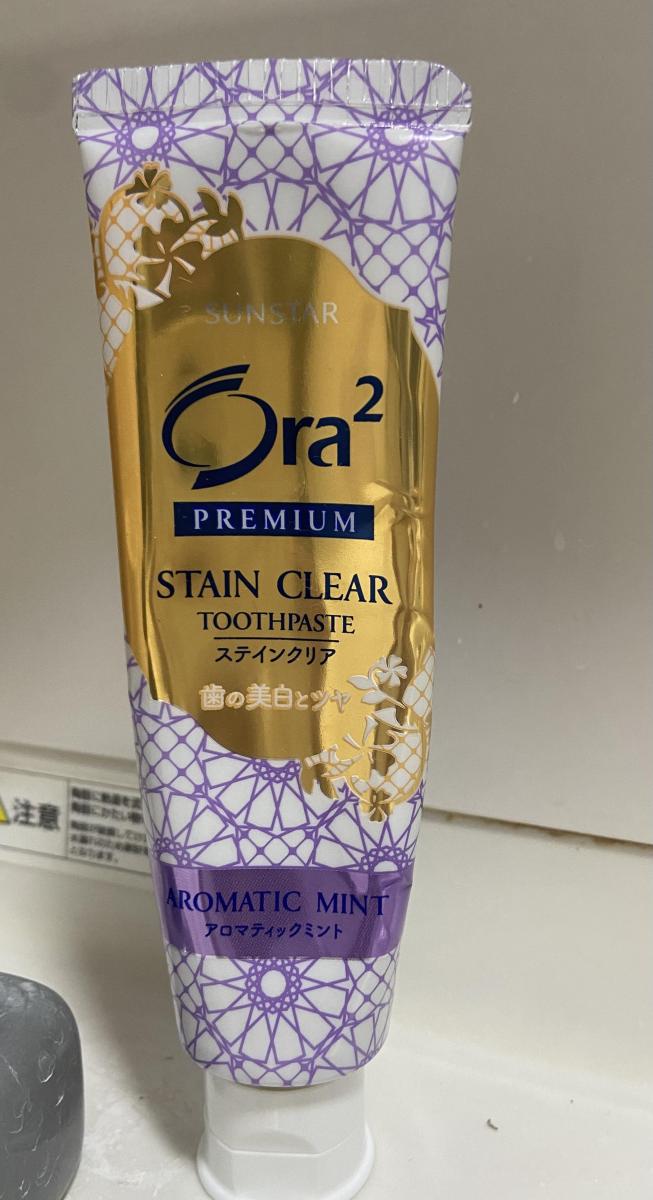 SUNSTAR
Ora²
PREMIUM
STAIN CLEAR
TOOTHPASTE
ステインクリア
歯の美白とツヤ
注意
AROMATIC MINT
アロマティックミント